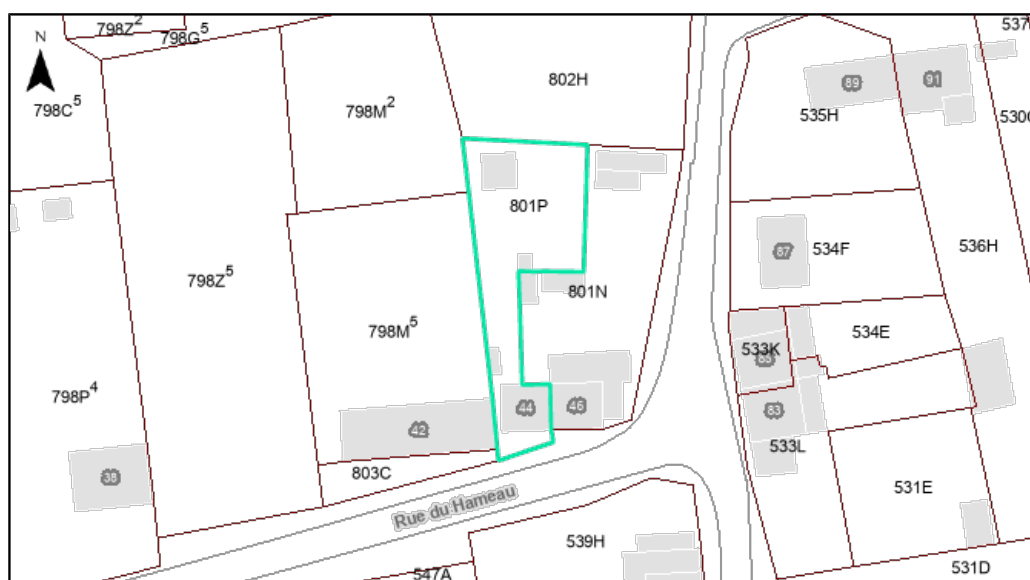 798Z²
798G⁵
537
N
802H
91
89
798C⁵
798M²
535H
530
801P
534F
536H
87
798Z⁵
801N
798M⁵
534E
533K
85
798P⁴
44
46
83
42
533L
803C
38
531E
Rue du Hameau
539H
531D
547A